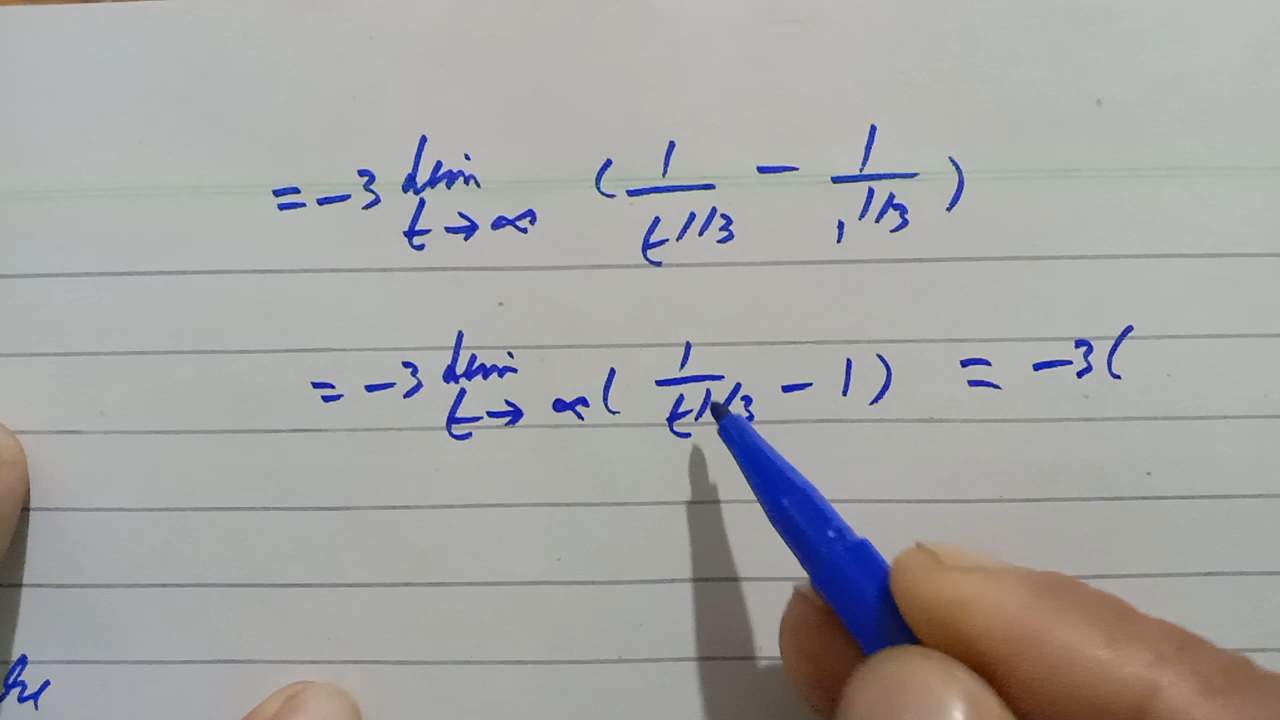 = -3 lim t→∞ ( 1/t^1/3 - 1/1^1/3 )
= -3 lim t→∞ ( 1/t^1/3 - 1 ) = -3 (